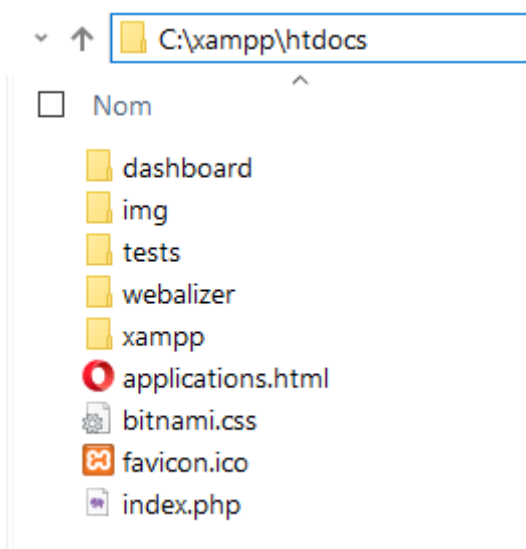 C:\xampp\htdocs
Nom
dashboard
img
tests
webalizer
xampp
applications.html
bitnami.css
favicon.ico
index.php